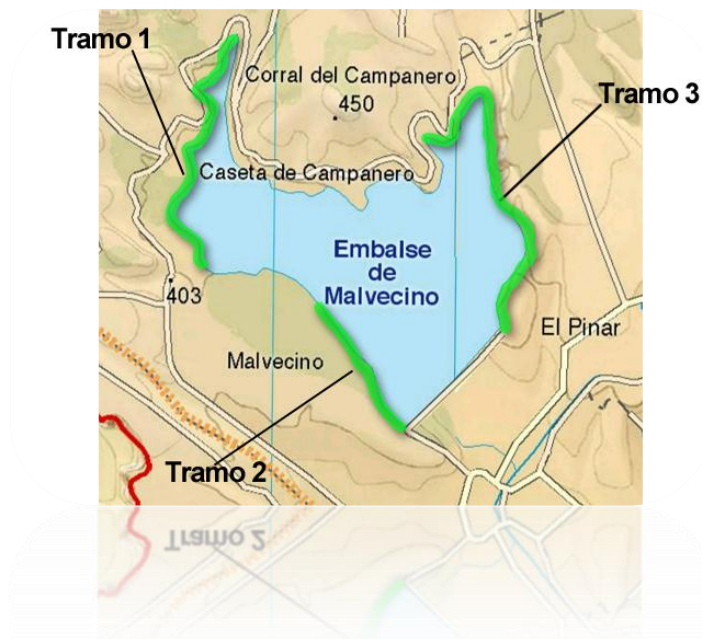 Tramo 1
Corral del Campanero
450
Tramo 3
Caseta de Campanero
Embalse
de
Malvecino
403
El Pinar
Malvecino
Tramo 2
Tramo 2